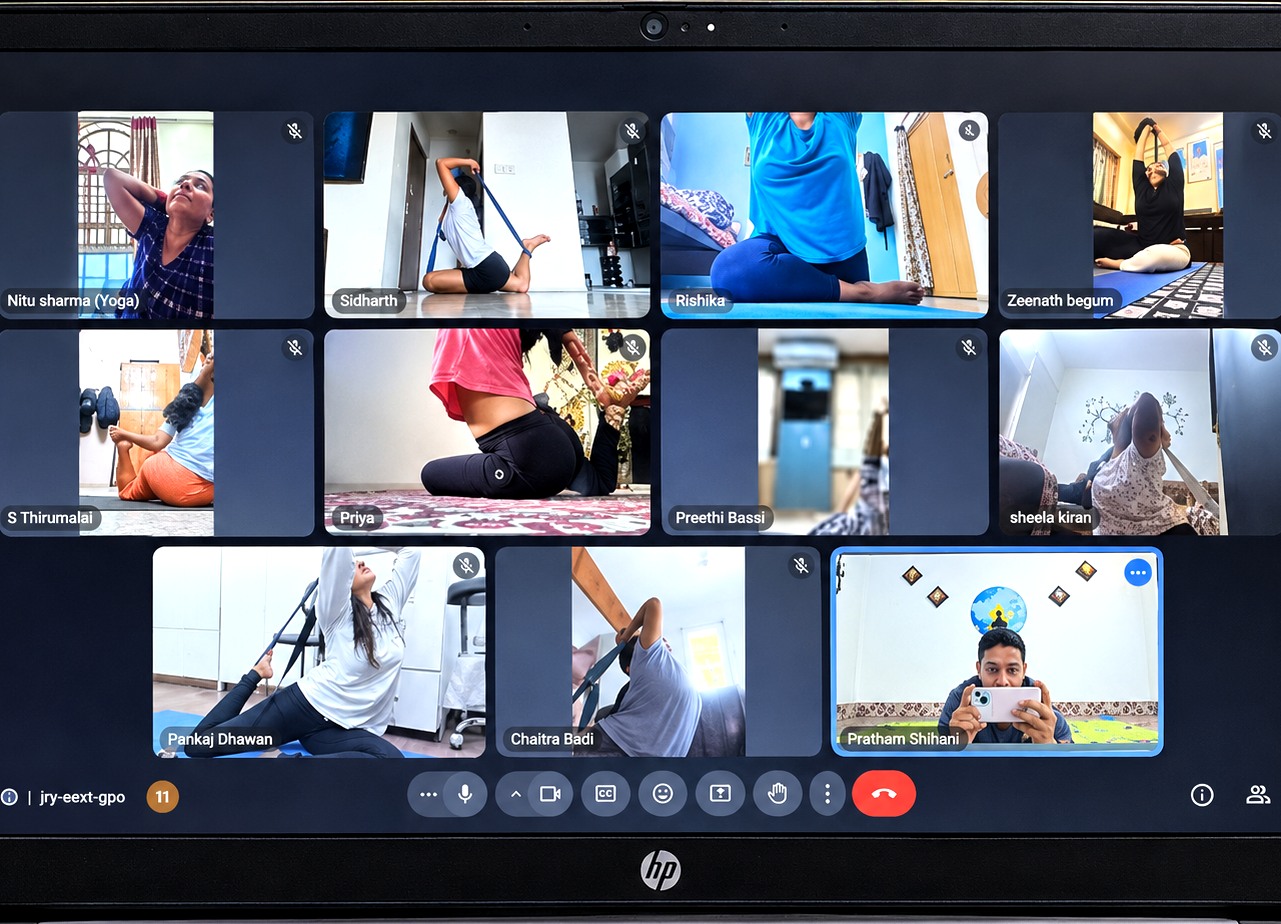 Nitu sharma (Yoga)
Sidharth
Rishika
Zeenath begum
S Thirumalai
Priya
Preethi Bassi
sheela kiran
Pankaj Dhawan
Chaitra Badi
Pratham Shihani
| jry-eext-gpo
11
CC
hp